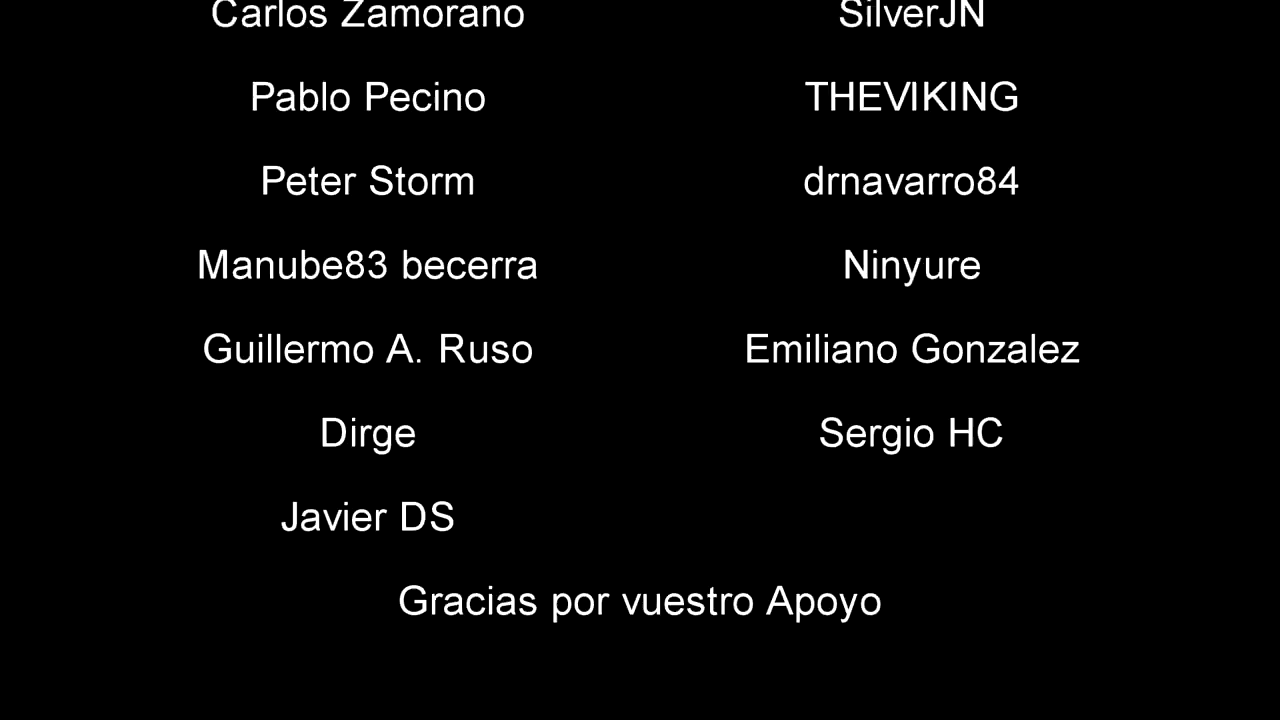 Carlos Zamorano SilverJN
Pablo Pecino THEVIKING
Peter Storm drnavarro84
Manube83 becerra Ninyure
Guillermo A. Ruso Emiliano Gonzalez
Dirge Sergio HC
Javier DS
Gracias por vuestro Apoyo